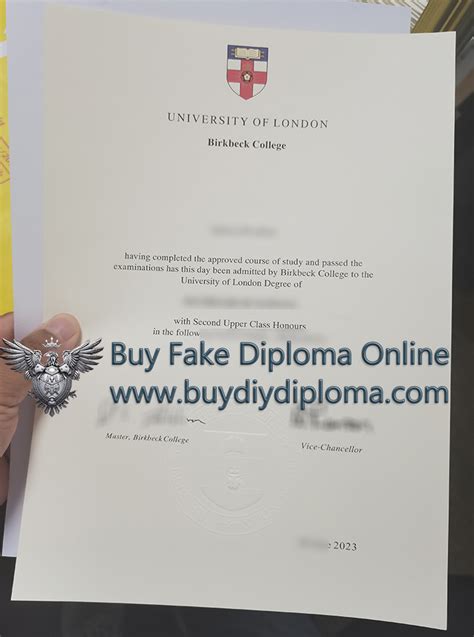 UNIVERSITY OF LONDON
Birkbeck College
having completed the approved course of study and passed the
examinations has this day been admitted by Birkbeck College to the
University of London Degree of
with Second Upper Class Honours
in the follow
Buy Fake Diploma Online
www.buydiydiploma.com
Master, Birkbeck College
Vice-Chancellor
2023